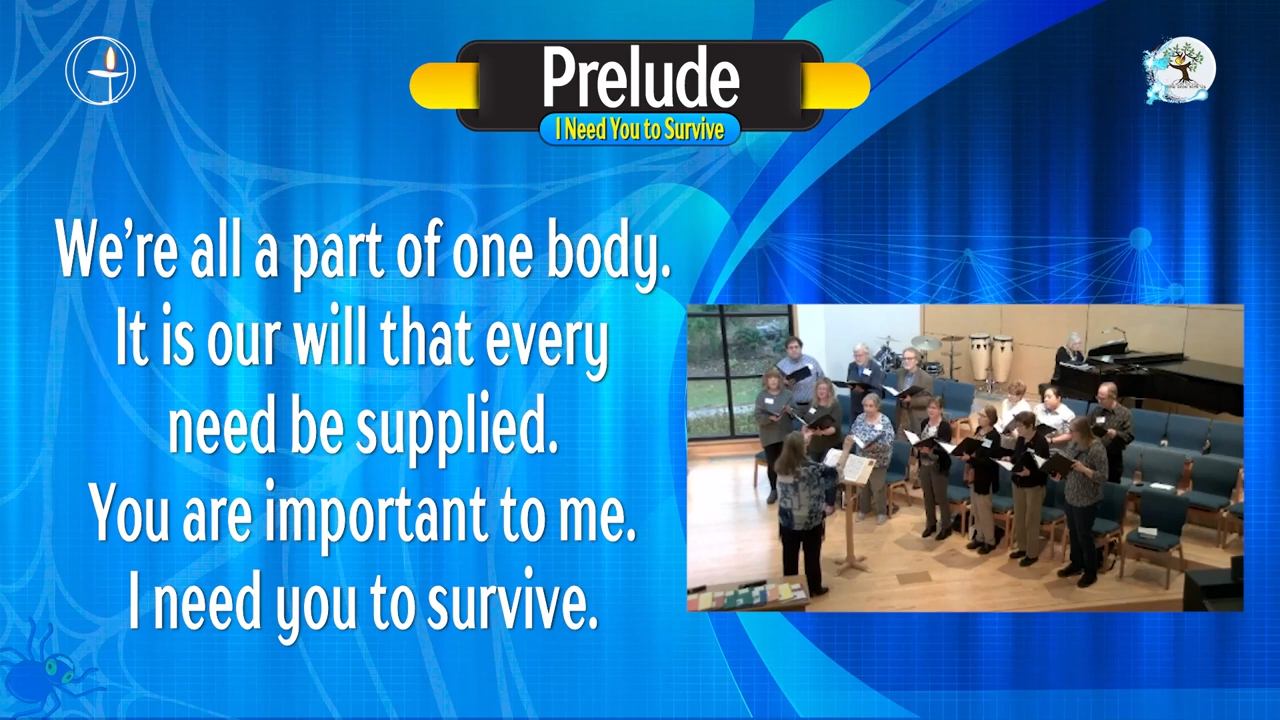 Prelude
I Need You to Survive
We're all a part of one body.
It is our will that every
need be supplied.
You are important to me.
I need you to survive.